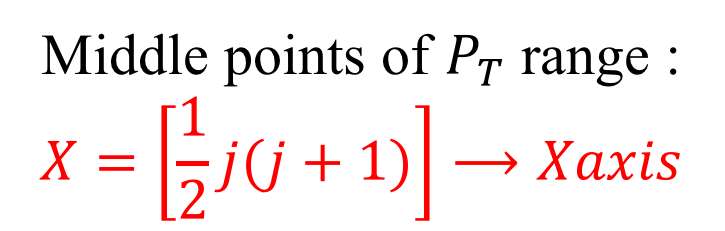 Middle points of P_T range :
X = [1/2 j(j + 1)] ⟶ Xaxis